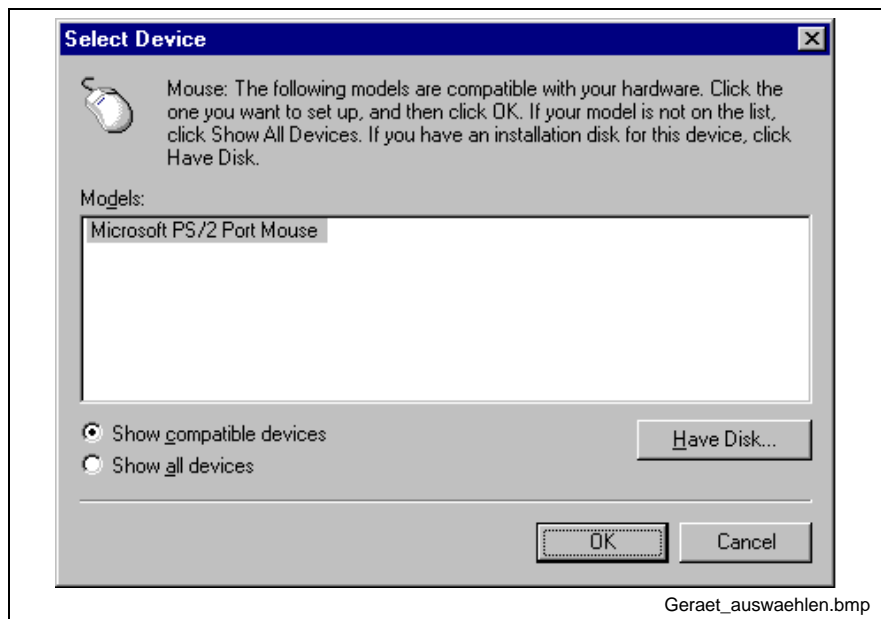 Select Device
Mouse: The following models are compatible with your hardware. Click the
one you want to set up, and then click OK. If your model is not on the list,
click Show All Devices. If you have an installation disk for this device, click
Have Disk.
Models:
Microsoft PS/2 Port Mouse
Show compatible devices
Have Disk...
Show all devices
OK
Cancel
Geraet_auswaehlen.bmp